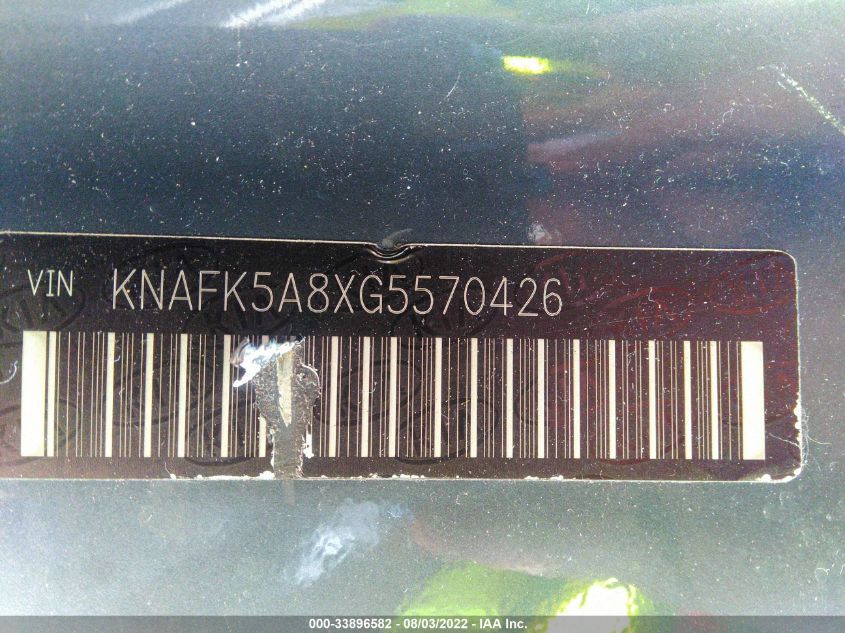 VIN KNAFK5A8XG5570426
000-33896582 - 08/03/2022 - IAA Inc.